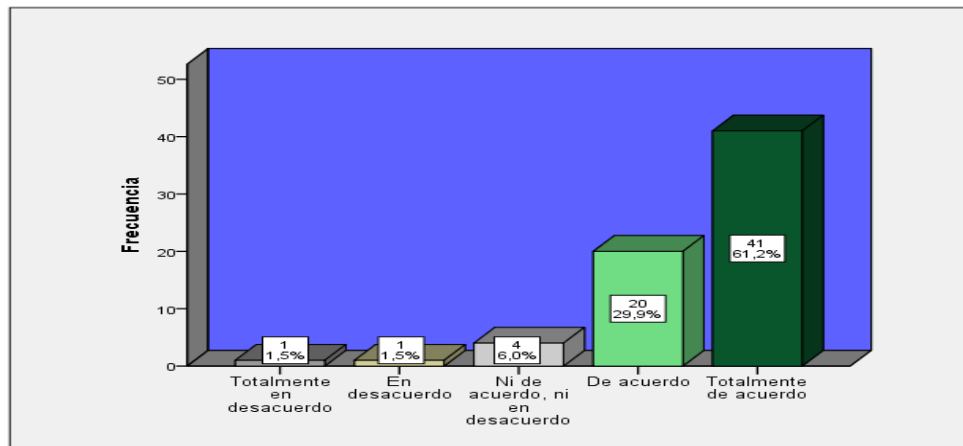 Frecuencia
50
40
30
20
10
0
1
1,5%
1
1,5%
4
6,0%
20
29,9%
41
61,2%
Totalmente
en
desacuerdo
En
desacuerdo
Ni de
acuerdo, ni
en
desacuerdo
De acuerdo
Totalmente
de acuerdo